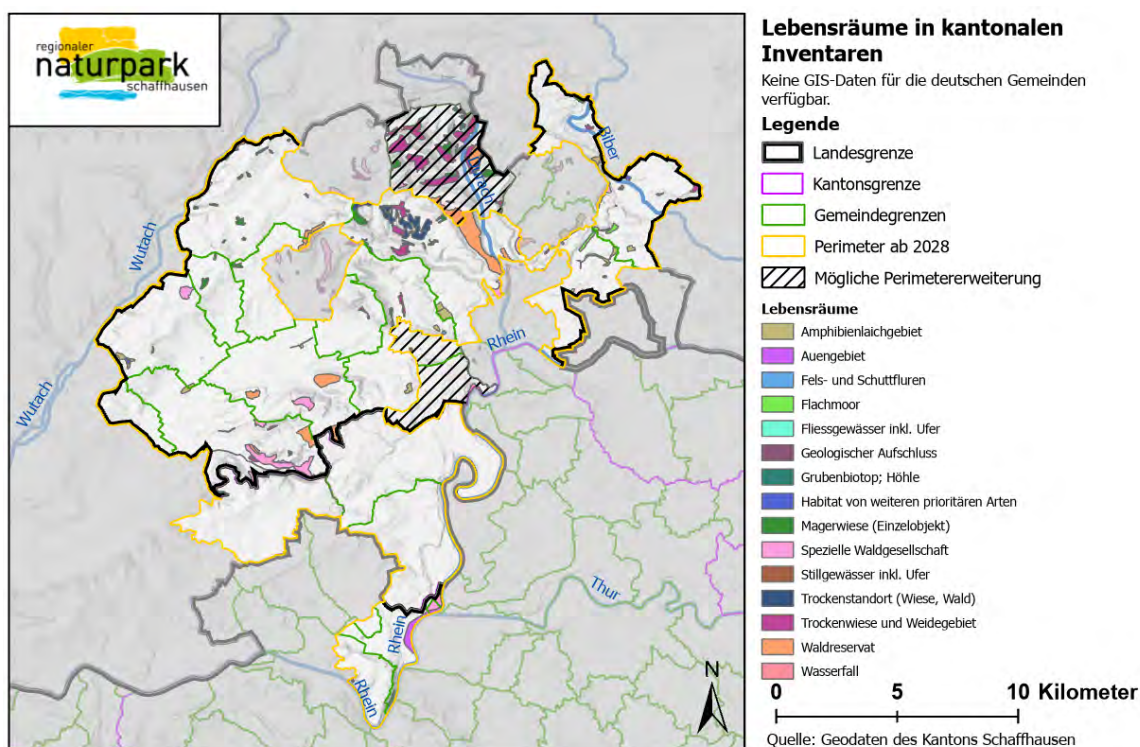 regionaler
naturpark
schaffhausen
Wutach
Wutach
Biber
Rhein
Thur
Rhein
Rhein
N
Lebensräume in kantonalen
Inventaren
Keine GIS-Daten für die deutschen Gemeinden
verfügbar.
Legende
Landesgrenze
Kantonsgrenze
Gemeindegrenzen
Perimeter ab 2028
Mögliche Perimetererweiterung
Lebensräume
Amphibienlaichgebiet
Auengebiet
Fels- und Schuttfluren
Flachmoor
Fliessgewässer inkl. Ufer
Geologischer Aufschluss
Grubenbiotop; Höhle
Habitat von weiteren prioritären Arten
Magerwiese (Einzelobjekt)
Spezielle Waldgesellschaft
Stillgewässer inkl. Ufer
Trockenstandort (Wiese, Wald)
Trockenwiese und Weidegebiet
Waldreservat
Wasserfall
0 5 10 Kilometer
Quelle: Geodaten des Kantons Schaffhausen